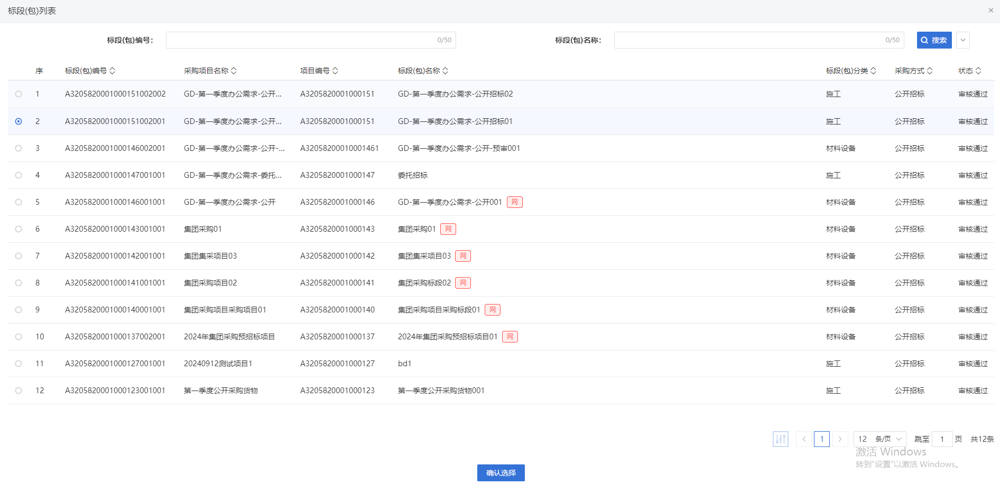 标段(包)列表
×
标段(包)编号： 0/50 标段(包)名称： 0/50 搜索
序 标段(包)编号 采购项目名称 项目编号 标段(包)名称 标段(包)分类 采购方式 状态
1 A3205820001000151002002 GD-第一季度办公需求-公开... A3205820001000151 GD-第一季度办公需求-公开招标02 施工 公开招标 审核通过
2 A3205820001000151002001 GD-第一季度办公需求-公开... A3205820001000151 GD-第一季度办公需求-公开招标01 施工 公开招标 审核通过
3 A3205820001000146002001 GD-第一季度办公需求-公开-... A32058200010001461 GD-第一季度办公需求-公开-预审001 材料设备 公开招标 审核通过
4 A3205820001000147001001 GD-第一季度办公需求-委托... A3205820001000147 委托招标 施工 公开招标 审核通过
5 A3205820001000146001001 GD-第一季度办公需求-公开 A3205820001000146 GD-第一季度办公需求-公开001 网 材料设备 公开招标 审核通过
6 A3205820001000143001001 集团采购01 A3205820001000143 集团采购01 网 材料设备 公开招标 审核通过
7 A3205820001000142001001 集团集采项目03 A3205820001000142 集团集采项目03 网 材料设备 公开招标 审核通过
8 A3205820001000141001001 集团采购项目02 A3205820001000141 集团采购标段02 网 材料设备 公开招标 审核通过
9 A3205820001000140001001 集团采购项目采购项目01 A3205820001000140 集团采购项目采购标段01 网 材料设备 公开招标 审核通过
10 A3205820001000137002001 2024年集团采购预招标项目 A3205820001000137 2024年集团采购预招标项目01 网 材料设备 公开招标 审核通过
11 A3205820001000127001001 20240912测试项目1 A3205820001000127 bd1 施工 公开招标 审核通过
12 A3205820001000123001001 第一季度公开采购货物 A3205820001000123 第一季度公开采购货物001 施工 公开招标 审核通过
1 12 条/页 跳至 1 页 共12条
激活 Windows
转到"设置"以激活 Windows。
确认选择